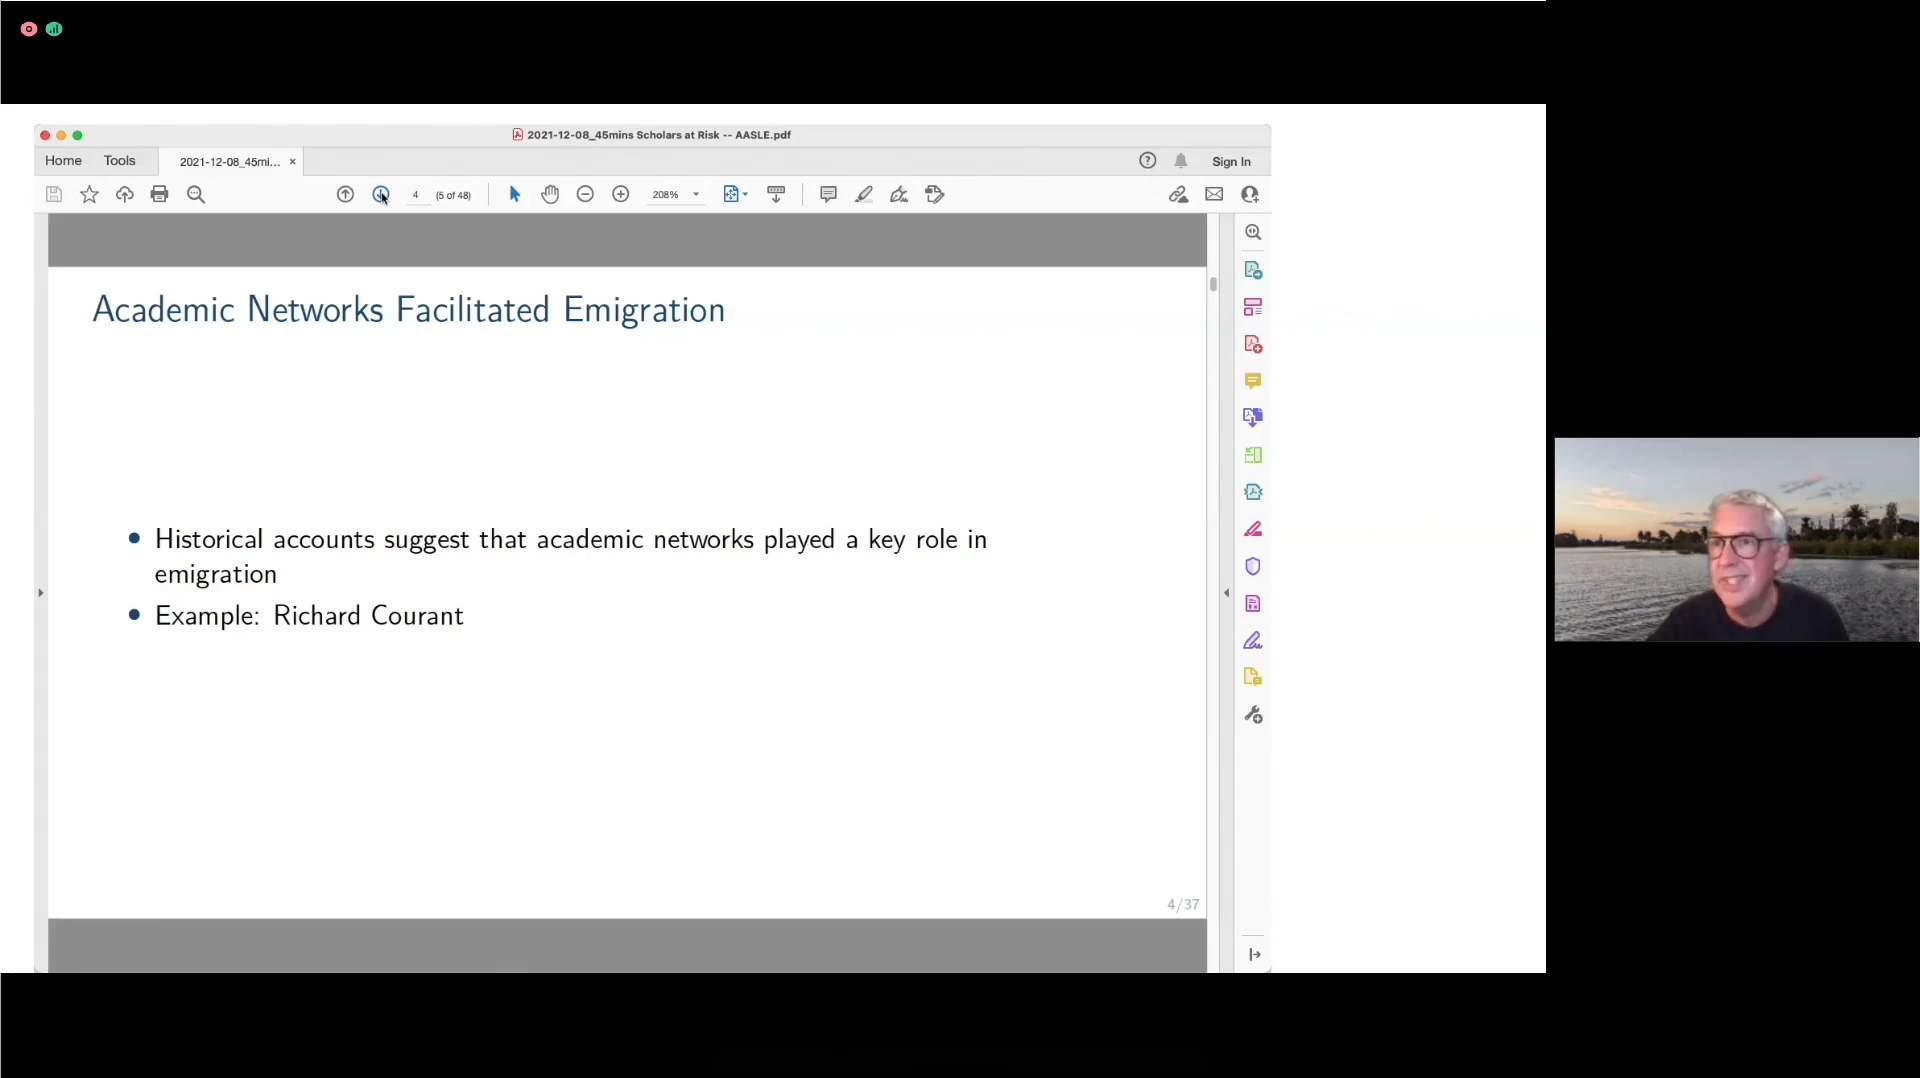 2021-12-08_45mins Scholars at Risk -- AASLE.pdf
Home Tools 2021-12-08_45mi... × Sign In
4 (5 of 48) 208%
Academic Networks Facilitated Emigration
• Historical accounts suggest that academic networks played a key role in
emigration
• Example: Richard Courant
4/37